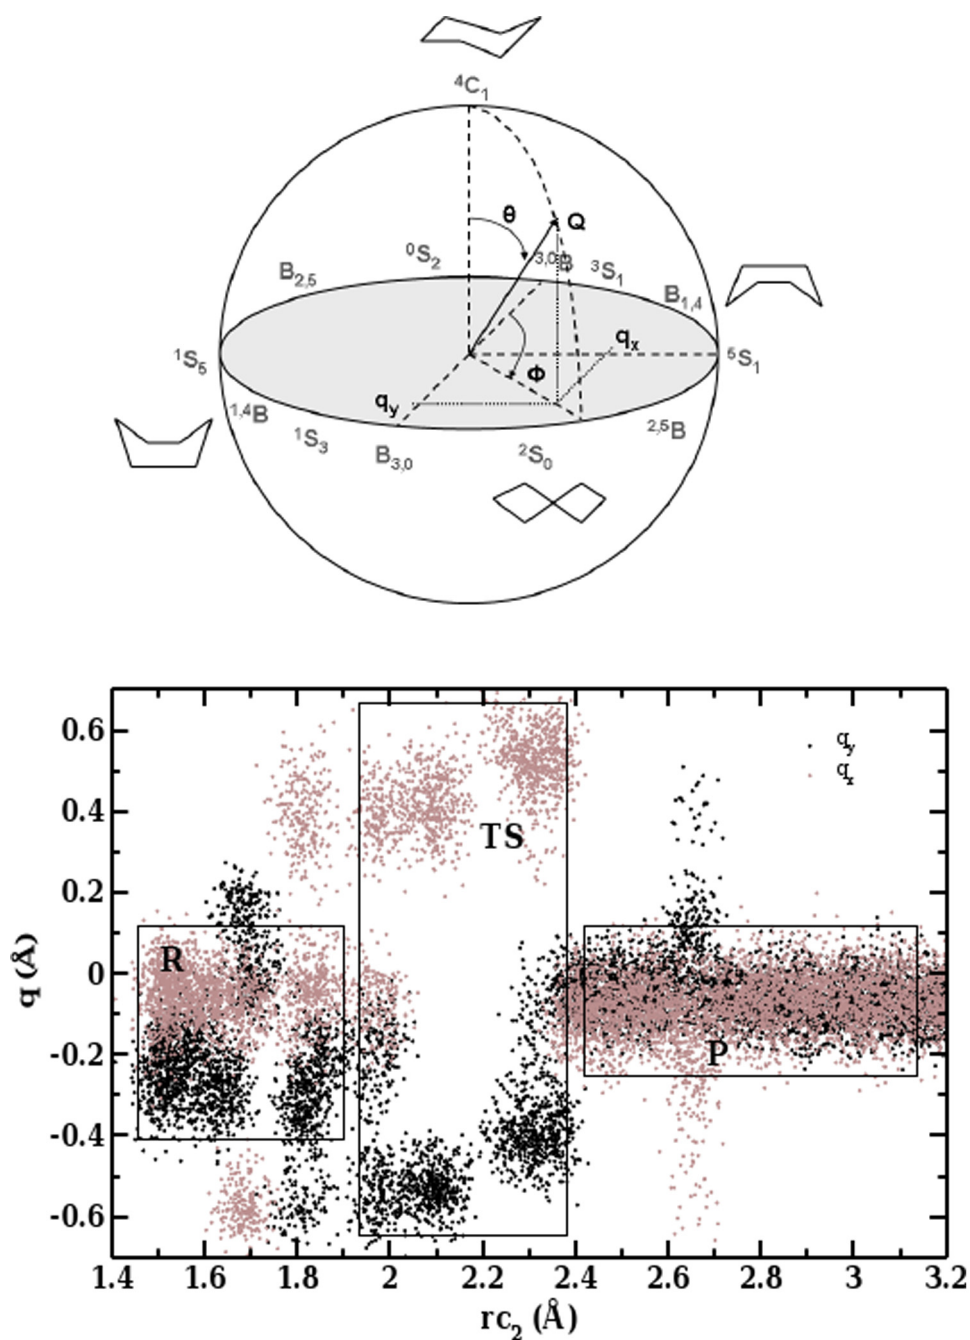 ⁴C₁
θ
Q
⁰S₂
³,⁰B
³S₁
B₂,₅
B₁,₄
qₓ
¹S₅
⁵S₁
Φ
q_y
¹,⁴B
¹S₃
B₃,₀
²S₀
²,⁵B
0.6
q_y
qₓ
0.4
TS
0.2
R
0
q (Å)
-0.2
P
-0.4
-0.6
1.4 1.6 1.8 2 2.2 2.4 2.6 2.8 3 3.2
rc₂ (Å)